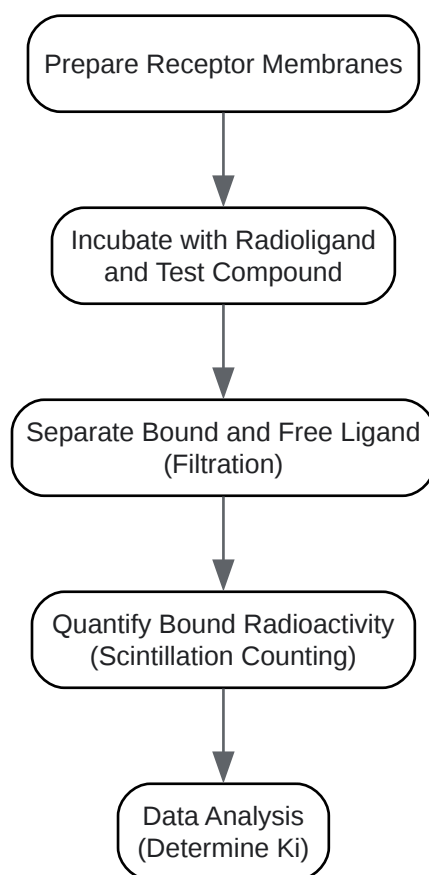 Prepare Receptor Membranes
Incubate with Radioligand
and Test Compound
Separate Bound and Free Ligand
(Filtration)
Quantify Bound Radioactivity
(Scintillation Counting)
Data Analysis
(Determine Ki)